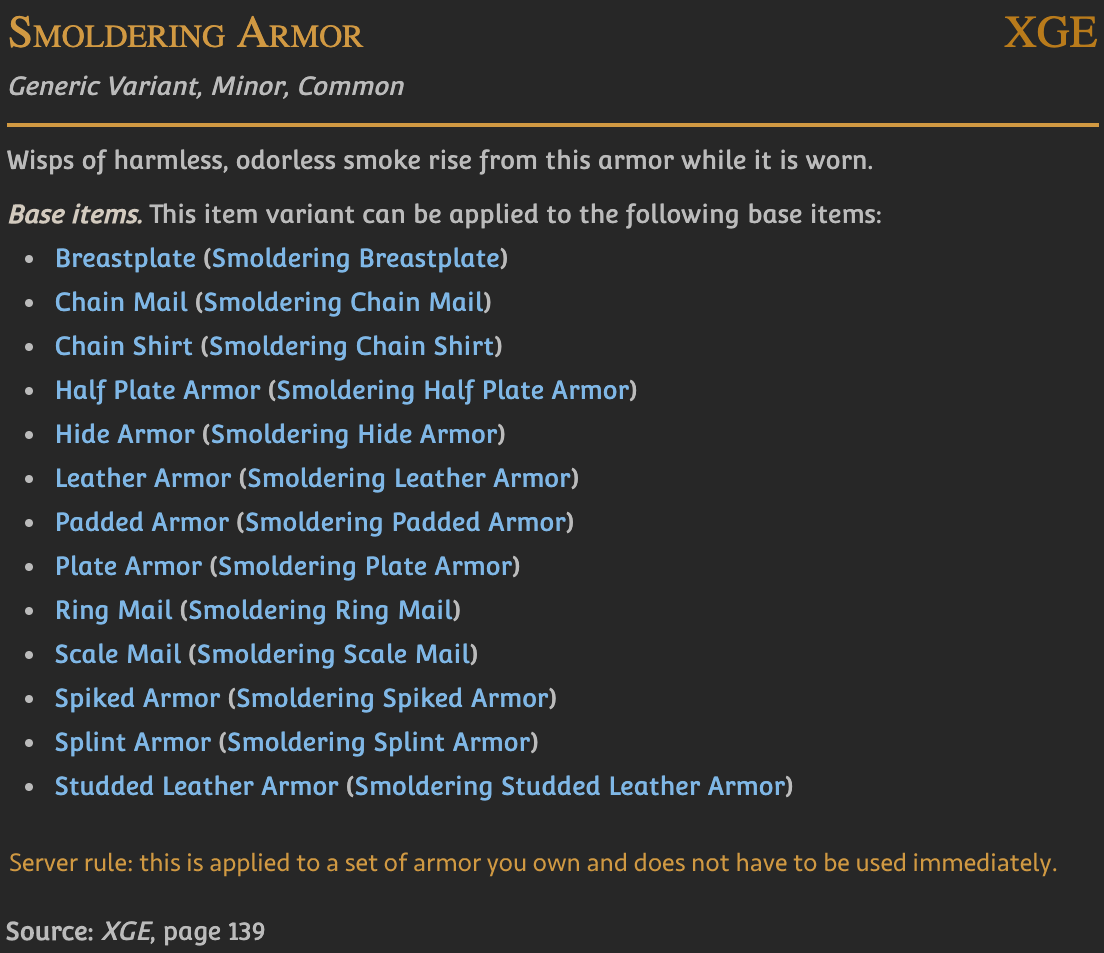 Smoldering Armor XGE
Generic Variant, Minor, Common
Wisps of harmless, odorless smoke rise from this armor while it is worn.
Base items. This item variant can be applied to the following base items:
• Breastplate (Smoldering Breastplate)
• Chain Mail (Smoldering Chain Mail)
• Chain Shirt (Smoldering Chain Shirt)
• Half Plate Armor (Smoldering Half Plate Armor)
• Hide Armor (Smoldering Hide Armor)
• Leather Armor (Smoldering Leather Armor)
• Padded Armor (Smoldering Padded Armor)
• Plate Armor (Smoldering Plate Armor)
• Ring Mail (Smoldering Ring Mail)
• Scale Mail (Smoldering Scale Mail)
• Spiked Armor (Smoldering Spiked Armor)
• Splint Armor (Smoldering Splint Armor)
• Studded Leather Armor (Smoldering Studded Leather Armor)
Server rule: this is applied to a set of armor you own and does not have to be used immediately.
Source: XGE, page 139